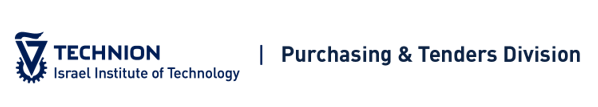 TECHNION
Israel Institute of Technology
| Purchasing & Tenders Division